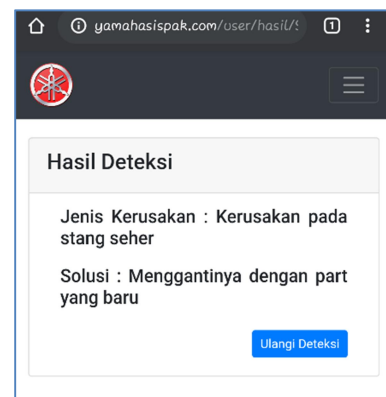 yamahasispak.com/user/hasil/
1
Hasil Deteksi
Jenis Kerusakan : Kerusakan pada
stang seher
Solusi : Menggantinya dengan part
yang baru
Ulangi Deteksi